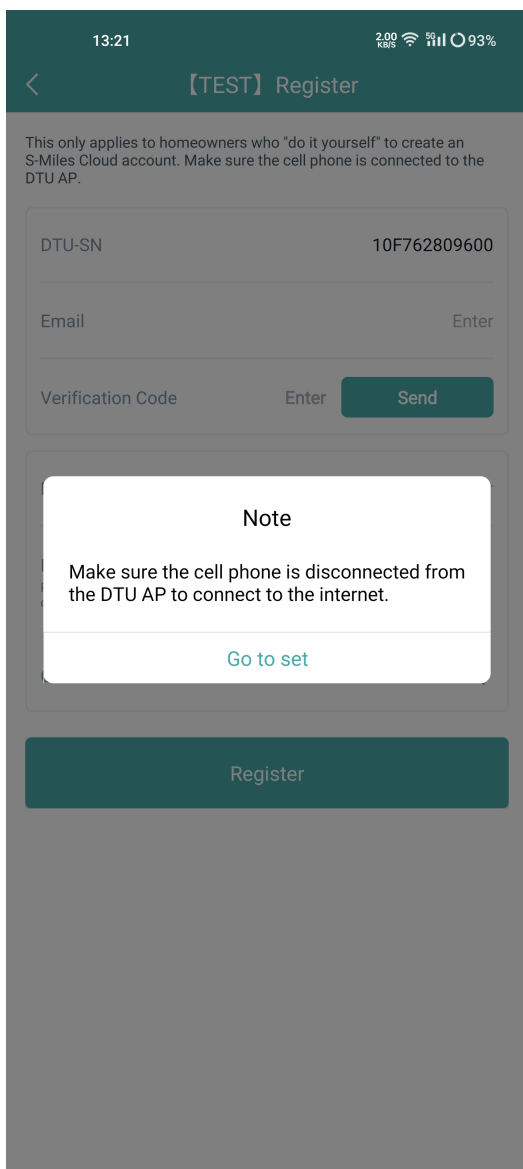 13:21
2.00 KB/S 5G 93%
【TEST】Register
This only applies to homeowners who "do it yourself" to create an
S-Miles Cloud account. Make sure the cell phone is connected to the
DTU AP.
DTU-SN 10F762809600
Email Enter
Verification Code Enter Send
Note
Make sure the cell phone is disconnected from
the DTU AP to connect to the internet.
Go to set
Register